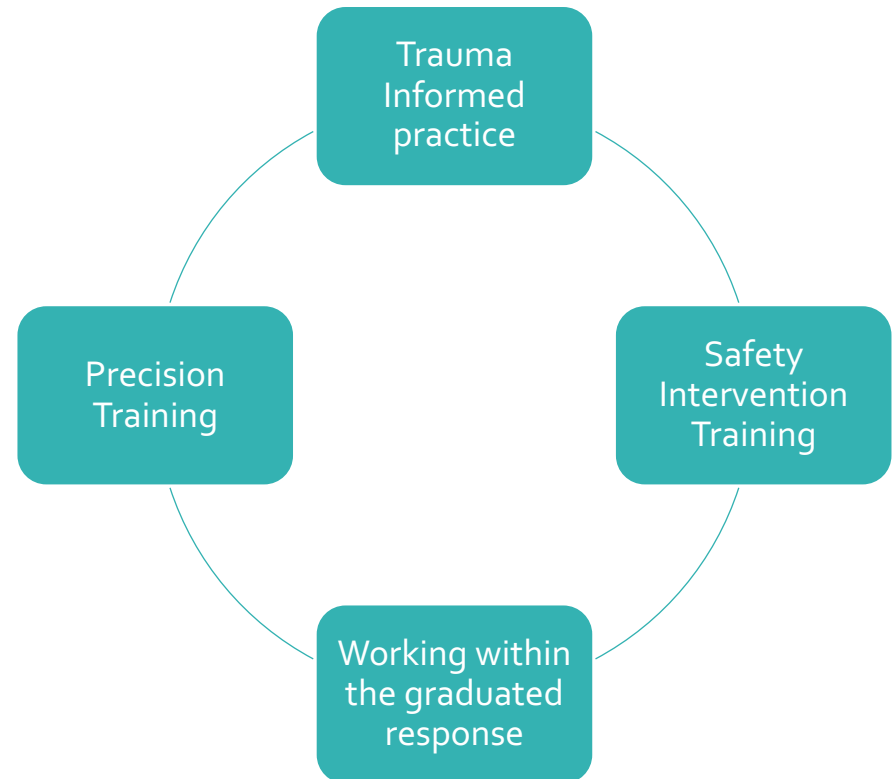 Trauma
Informed
practice
Safety
Intervention
Training
Working within
the graduated
response
Precision
Training